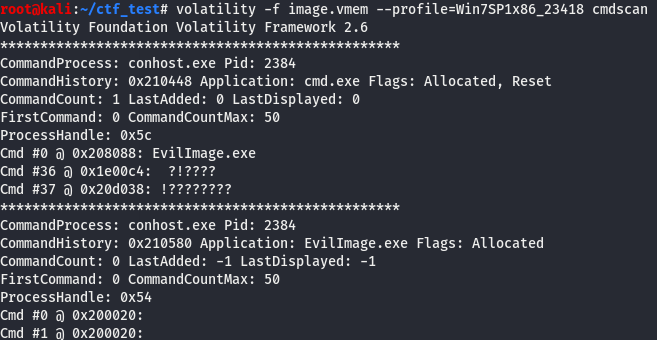 root@kali:~/ctf_test# volatility -f image.vmem --profile=Win7SP1x86_23418 cmdscan
Volatility Foundation Volatility Framework 2.6
**************************************************
CommandProcess: conhost.exe Pid: 2384
CommandHistory: 0x210448 Application: cmd.exe Flags: Allocated, Reset
CommandCount: 1 LastAdded: 0 LastDisplayed: 0
FirstCommand: 0 CommandCountMax: 50
ProcessHandle: 0x5c
Cmd #0 @ 0x208088: EvilImage.exe
Cmd #36 @ 0x1e00c4:  ?!????
Cmd #37 @ 0x20d038: !????????
**************************************************
CommandProcess: conhost.exe Pid: 2384
CommandHistory: 0x210580 Application: EvilImage.exe Flags: Allocated
CommandCount: 0 LastAdded: -1 LastDisplayed: -1
FirstCommand: 0 CommandCountMax: 50
ProcessHandle: 0x54
Cmd #0 @ 0x200020:
Cmd #1 @ 0x200020: